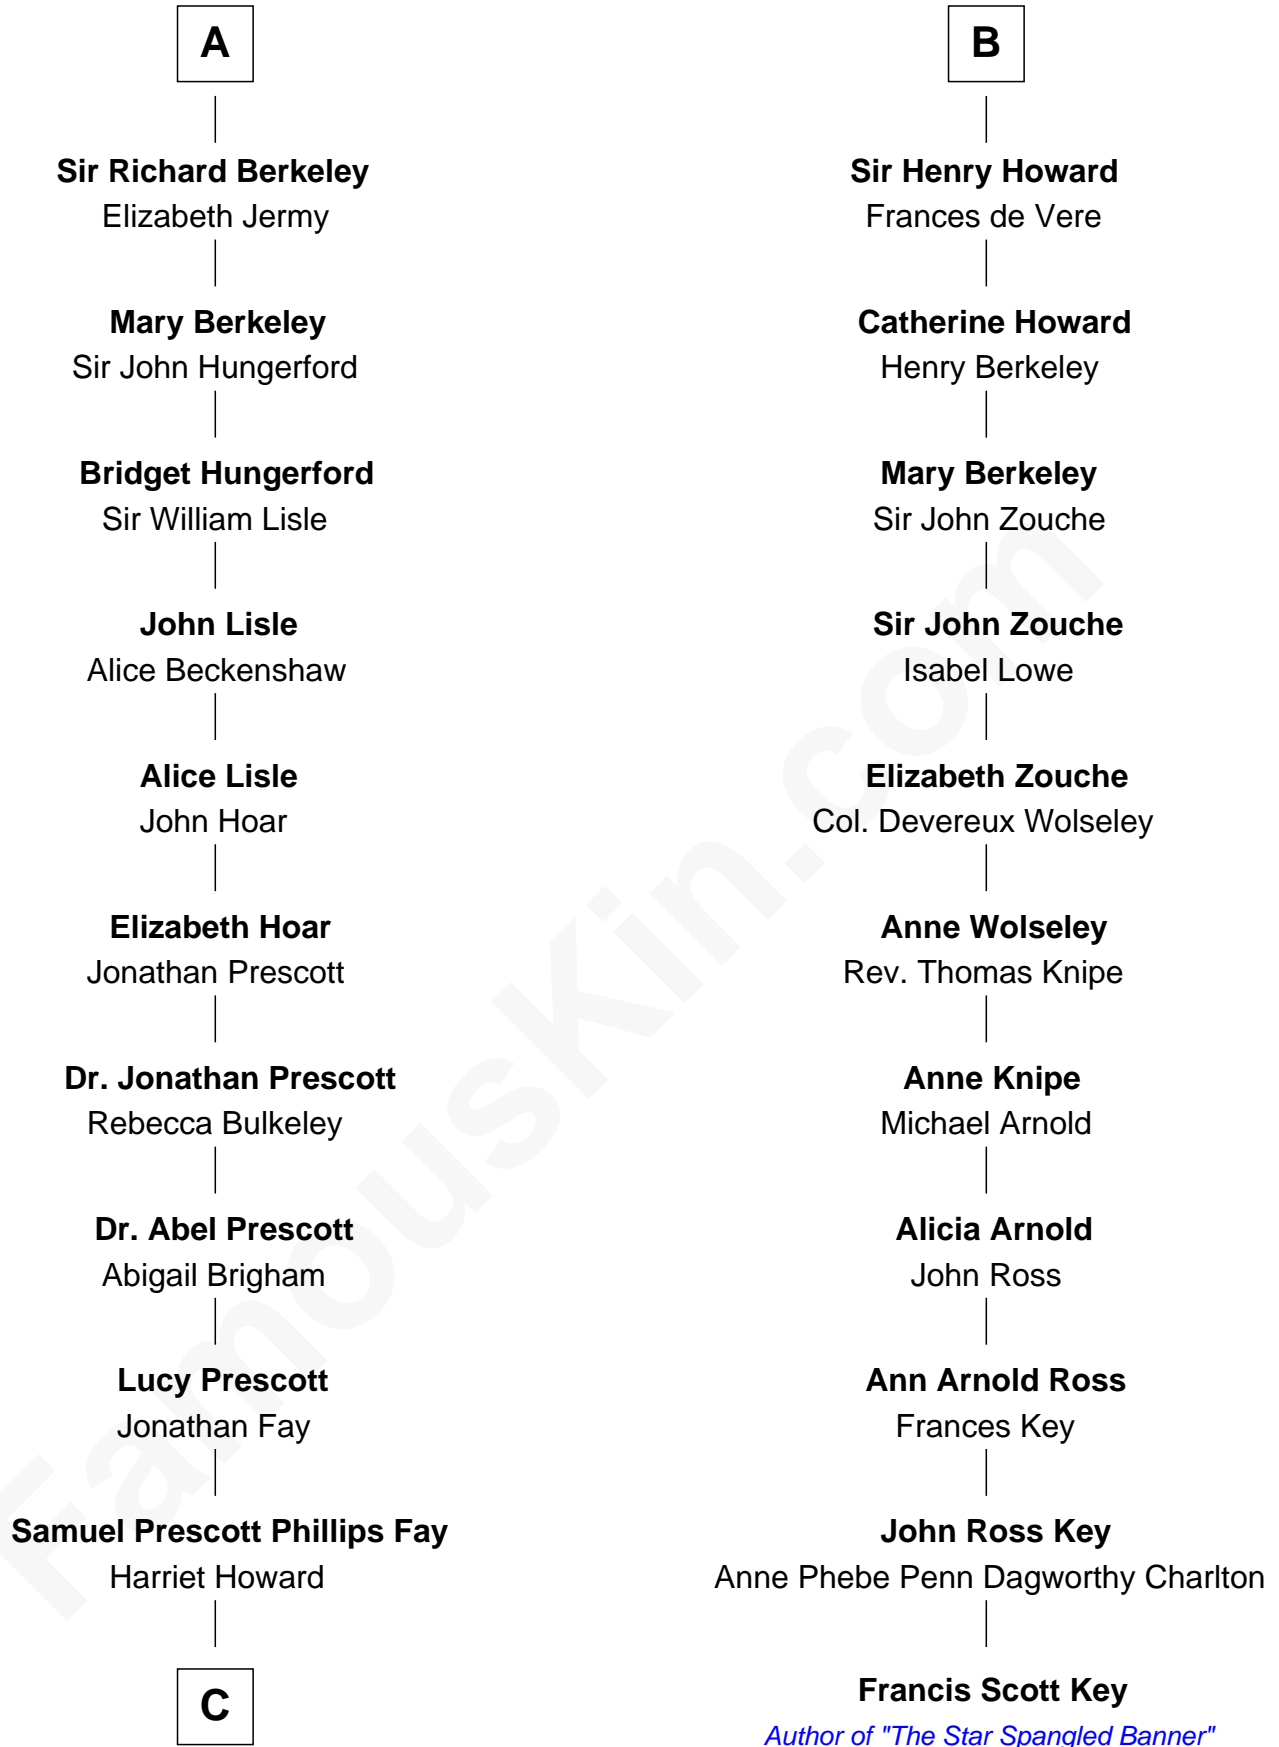 A
Sir Richard Berkeley
Elizabeth Jermy
Mary Berkeley
Sir John Hungerford
Bridget Hungerford
Sir William Lisle
John Lisle
Alice Beckenshaw
Alice Lisle
John Hoar
Elizabeth Hoar
Jonathan Prescott
Dr. Jonathan Prescott
Rebecca Bulkeley
Dr. Abel Prescott
Abigail Brigham
Lucy Prescott
Jonathan Fay
Samuel Prescott Phillips Fay
Harriet Howard
C
B
Sir Henry Howard
Frances de Vere
Catherine Howard
Henry Berkeley
Mary Berkeley
Sir John Zouche
Sir John Zouche
Isabel Lowe
Elizabeth Zouche
Col. Devereux Wolseley
Anne Wolseley
Rev. Thomas Knipe
Anne Knipe
Michael Arnold
Alicia Arnold
John Ross
Ann Arnold Ross
Frances Key
John Ross Key
Anne Phebe Penn Dagworthy Charlton
Francis Scott Key
Author of "The Star Spangled Banner"
FamousKin.com